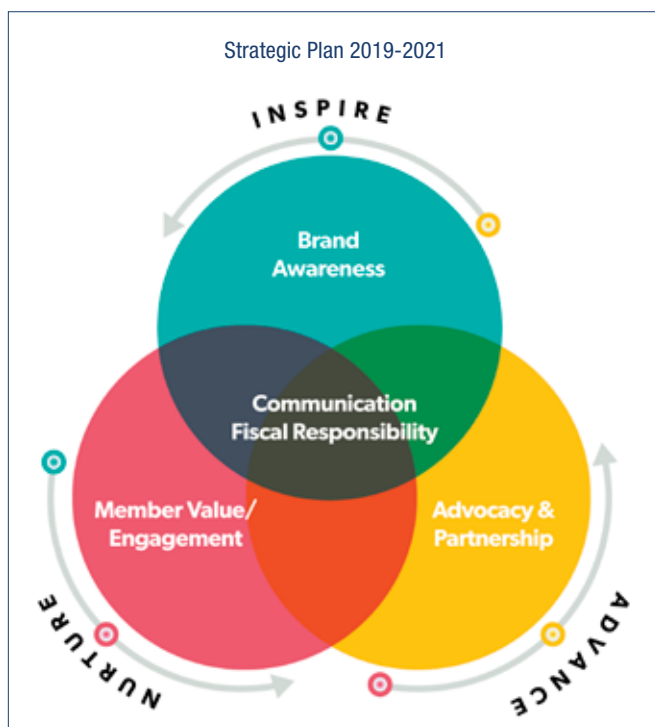 Strategic Plan 2019-2021
INSPIRE
Brand
Awareness
Communication
Fiscal Responsibility
Member Value/
Engagement
Advocacy &
Partnership
NURTURE
ADVANCE